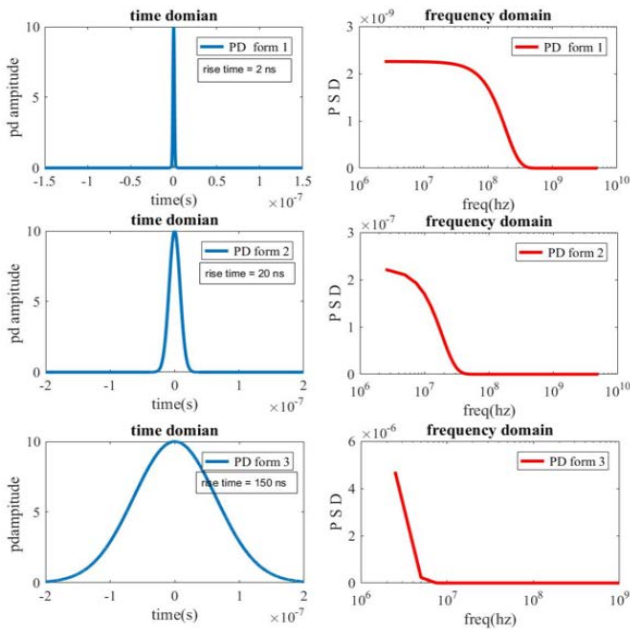 time domian
PD form 1
rise time = 2 ns
pd ampitude
10
5
0
-1.5 -1 -0.5 0 0.5 1 1.5
time(s) ×10⁻⁷
frequency domain
×10⁻⁹
PD form 1
P S D
3
2
1
0
10⁶ 10⁷ 10⁸ 10⁹ 10¹⁰
freq(hz)
time domian
PD form 2
rise time = 20 ns
pd amplitude
10
5
0
-2 -1 0 1 2
time(s) ×10⁻⁷
frequency domain
×10⁻⁷
PD form 2
P S D
3
2
1
0
10⁶ 10⁷ 10⁸ 10⁹ 10¹⁰
freq(hz)
time domian
PD form 3
rise time = 150 ns
pdamplitude
10
5
0
-2 -1 0 1 2
time(s) ×10⁻⁷
frequency domain
×10⁻⁶
PD form 3
P S D
6
4
2
0
10⁶ 10⁷ 10⁸ 10⁹
freq(hz)